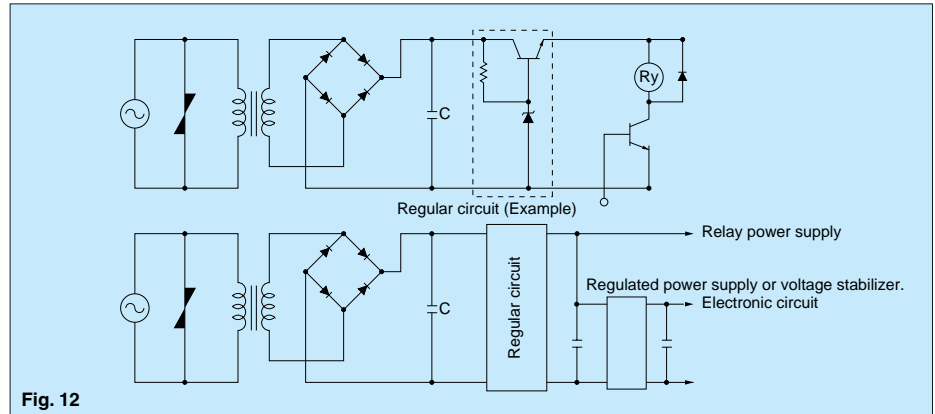 C
Ry
Regular circuit (Example)
C
Regular circuit
Relay power supply
Regulated power supply or voltage stabilizer.
Electronic circuit
Fig. 12